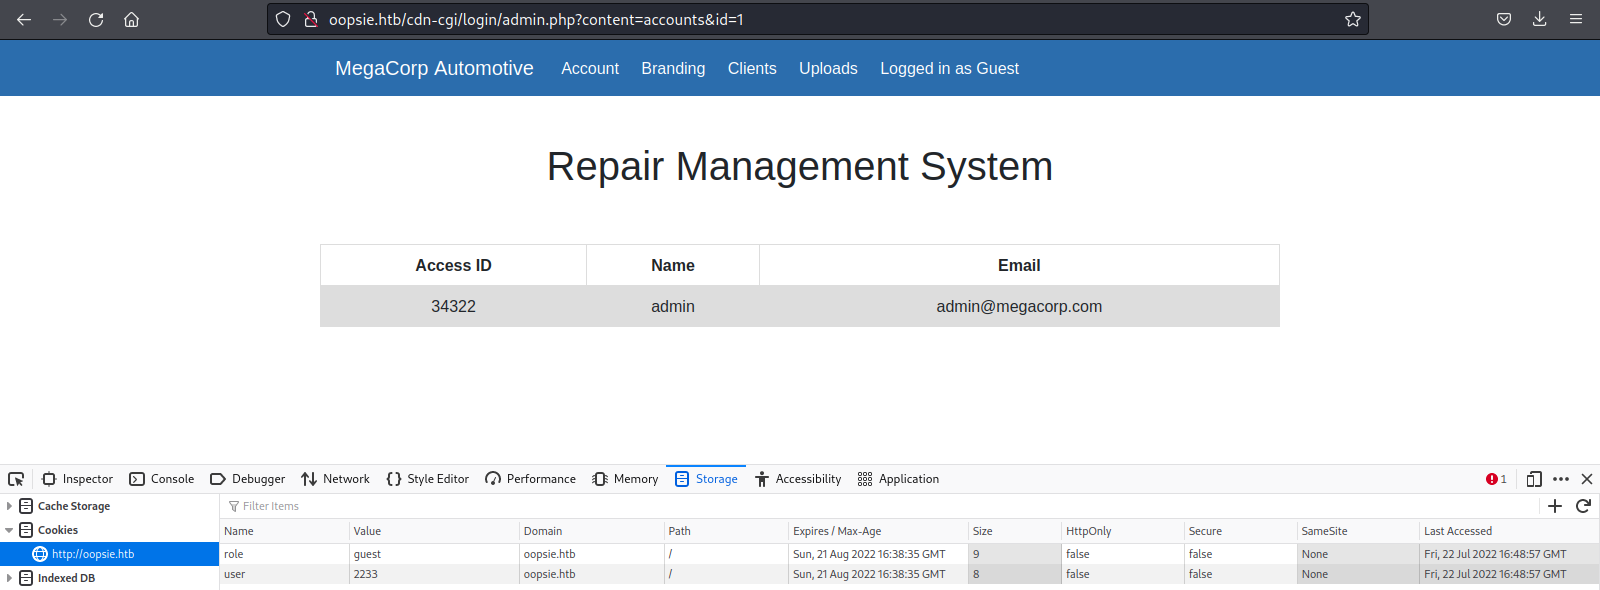 oopsie.htb/cdn-cgi/login/admin.php?content=accounts&id=1
MegaCorp Automotive Account Branding Clients Uploads Logged in as Guest
Repair Management System
Access ID Name Email
34322 admin admin@megacorp.com
Inspector Console Debugger Network Style Editor Performance Memory Storage Accessibility Application 1
Cache Storage Filter Items
Cookies Name Value Domain Path Expires / Max-Age Size HttpOnly Secure SameSite Last Accessed
http://oopsie.htb role guest oopsie.htb / Sun, 21 Aug 2022 16:38:35 GMT 9 false false None Fri, 22 Jul 2022 16:48:57 GMT
Indexed DB user 2233 oopsie.htb / Sun, 21 Aug 2022 16:38:35 GMT 8 false false None Fri, 22 Jul 2022 16:48:57 GMT